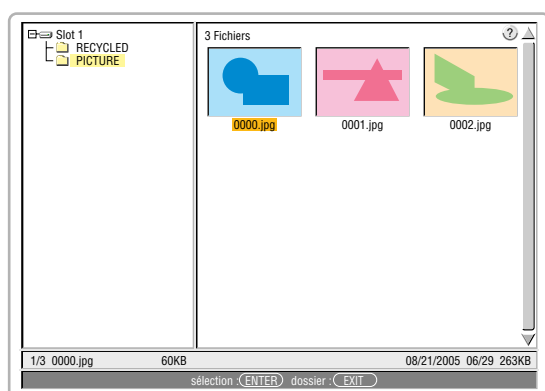 Slot 1
RECYCLED
PICTURE
3 Fichiers
?
0000.jpg 0001.jpg 0002.jpg
1/3 0000.jpg 60KB 08/21/2005 06/29 263KB
sélection : ENTER dossier : EXIT